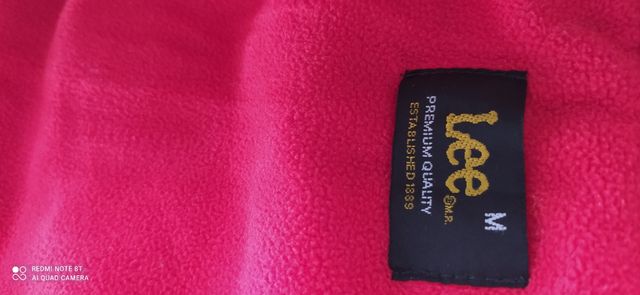 M
Lee
®M.R.
PREMIUM QUALITY
ESTABLISHED 1889
REDMI NOTE 8T
AI QUAD CAMERA